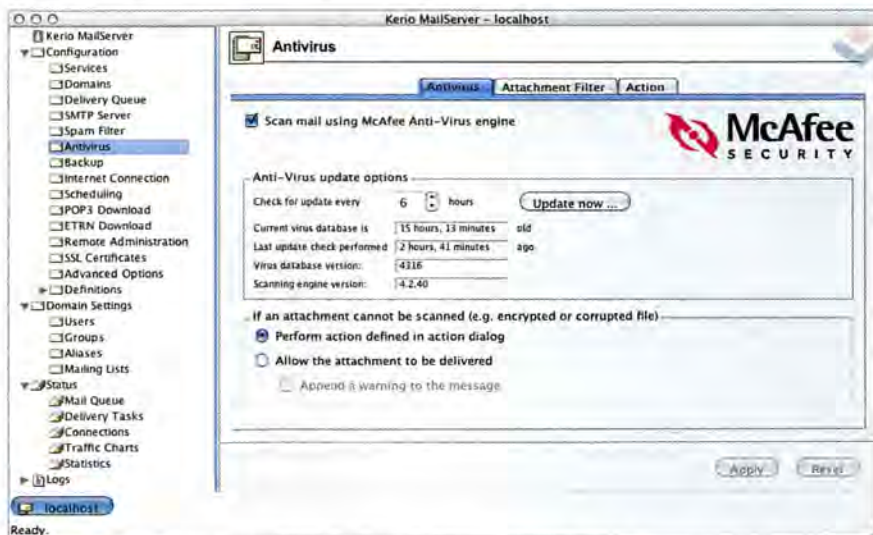 Kerio MailServer – localhost
Kerio MailServer
Configuration
Services
Domains
Delivery Queue
SMTP Server
Spam Filter
Antivirus
Backup
Internet Connection
Scheduling
POP3 Download
ETRN Download
Remote Administration
SSL Certificates
Advanced Options
Definitions
Domain Settings
Users
Groups
Aliases
Mailing Lists
Status
Mail Queue
Delivery Tasks
Connections
Traffic Charts
Statistics
Logs
localhost
Ready.
Antivirus
Antivirus Attachment Filter Action
Scan mail using McAfee Anti-Virus engine
McAfee
SECURITY
Anti-Virus update options
Check for update every 6 hours Update now ...
Current virus database is 15 hours, 13 minutes old
Last update check performed 2 hours, 41 minutes ago
Virus database version: 4316
Scanning engine version: 4.2.40
If an attachment cannot be scanned (e.g. encrypted or corrupted file)
Perform action defined in action dialog
Allow the attachment to be delivered
Append a warning to the message
Apply Reset